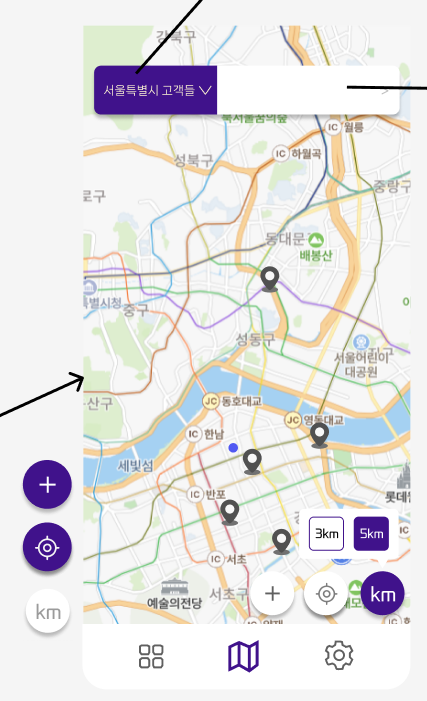 강북구
서울특별시 고객들
북서울꿈의숲
IC 월릉
성북구
IC 하월곡
중랑구
로구
동대문
배봉산
특별시청
중구
성동구
서울어린이
대공원
산구
JC 동호대교
JC 영동대교
IC 한남
세빛섬
롯데월
IC 반포
3km 5km
IC 서초
예술의전당
서초구
km
km
IC
양재